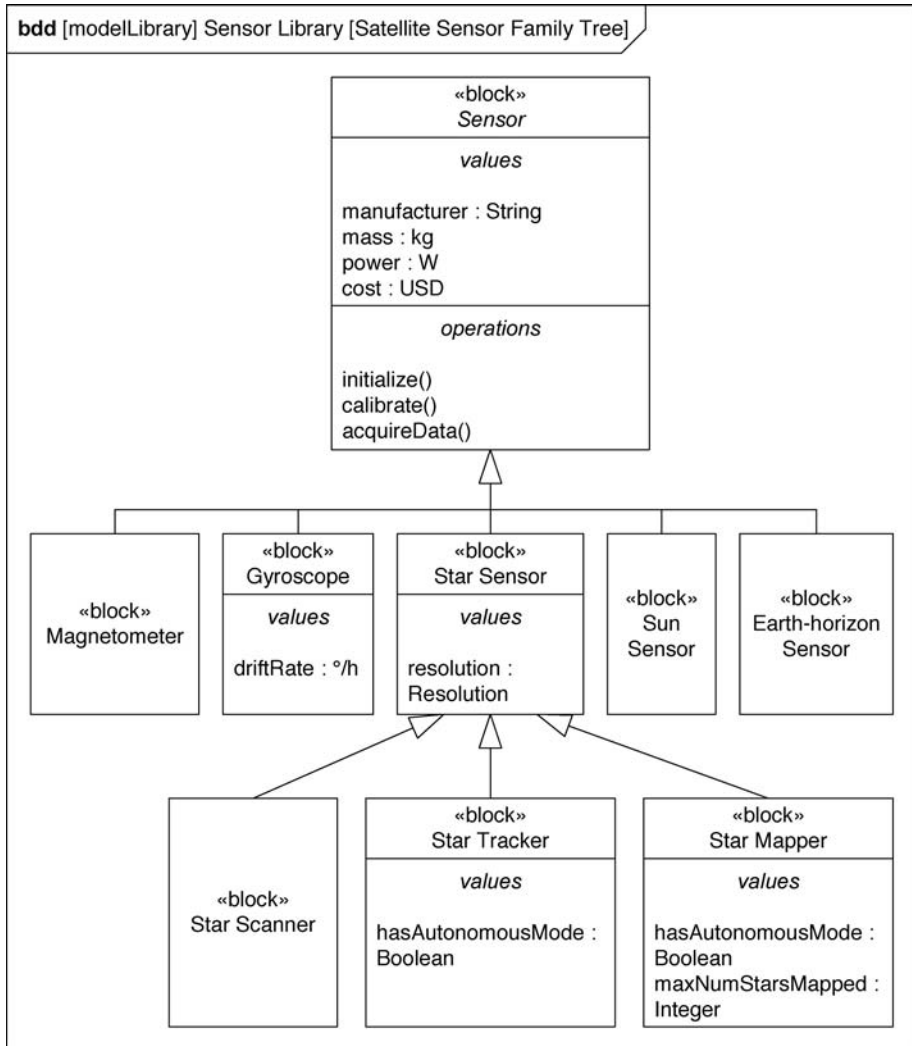 bdd [modelLibrary] Sensor Library [Satellite Sensor Family Tree]
«block»
Sensor
values
manufacturer : String
mass : kg
power : W
cost : USD
operations
initialize()
calibrate()
acquireData()
«block»
Magnetometer
«block»
Gyroscope
values
driftRate : °/h
«block»
Star Sensor
values
resolution :
Resolution
«block»
Sun
Sensor
«block»
Earth-horizon
Sensor
«block»
Star Scanner
«block»
Star Tracker
values
hasAutonomousMode :
Boolean
«block»
Star Mapper
values
hasAutonomousMode :
Boolean
maxNumStarsMapped :
Integer